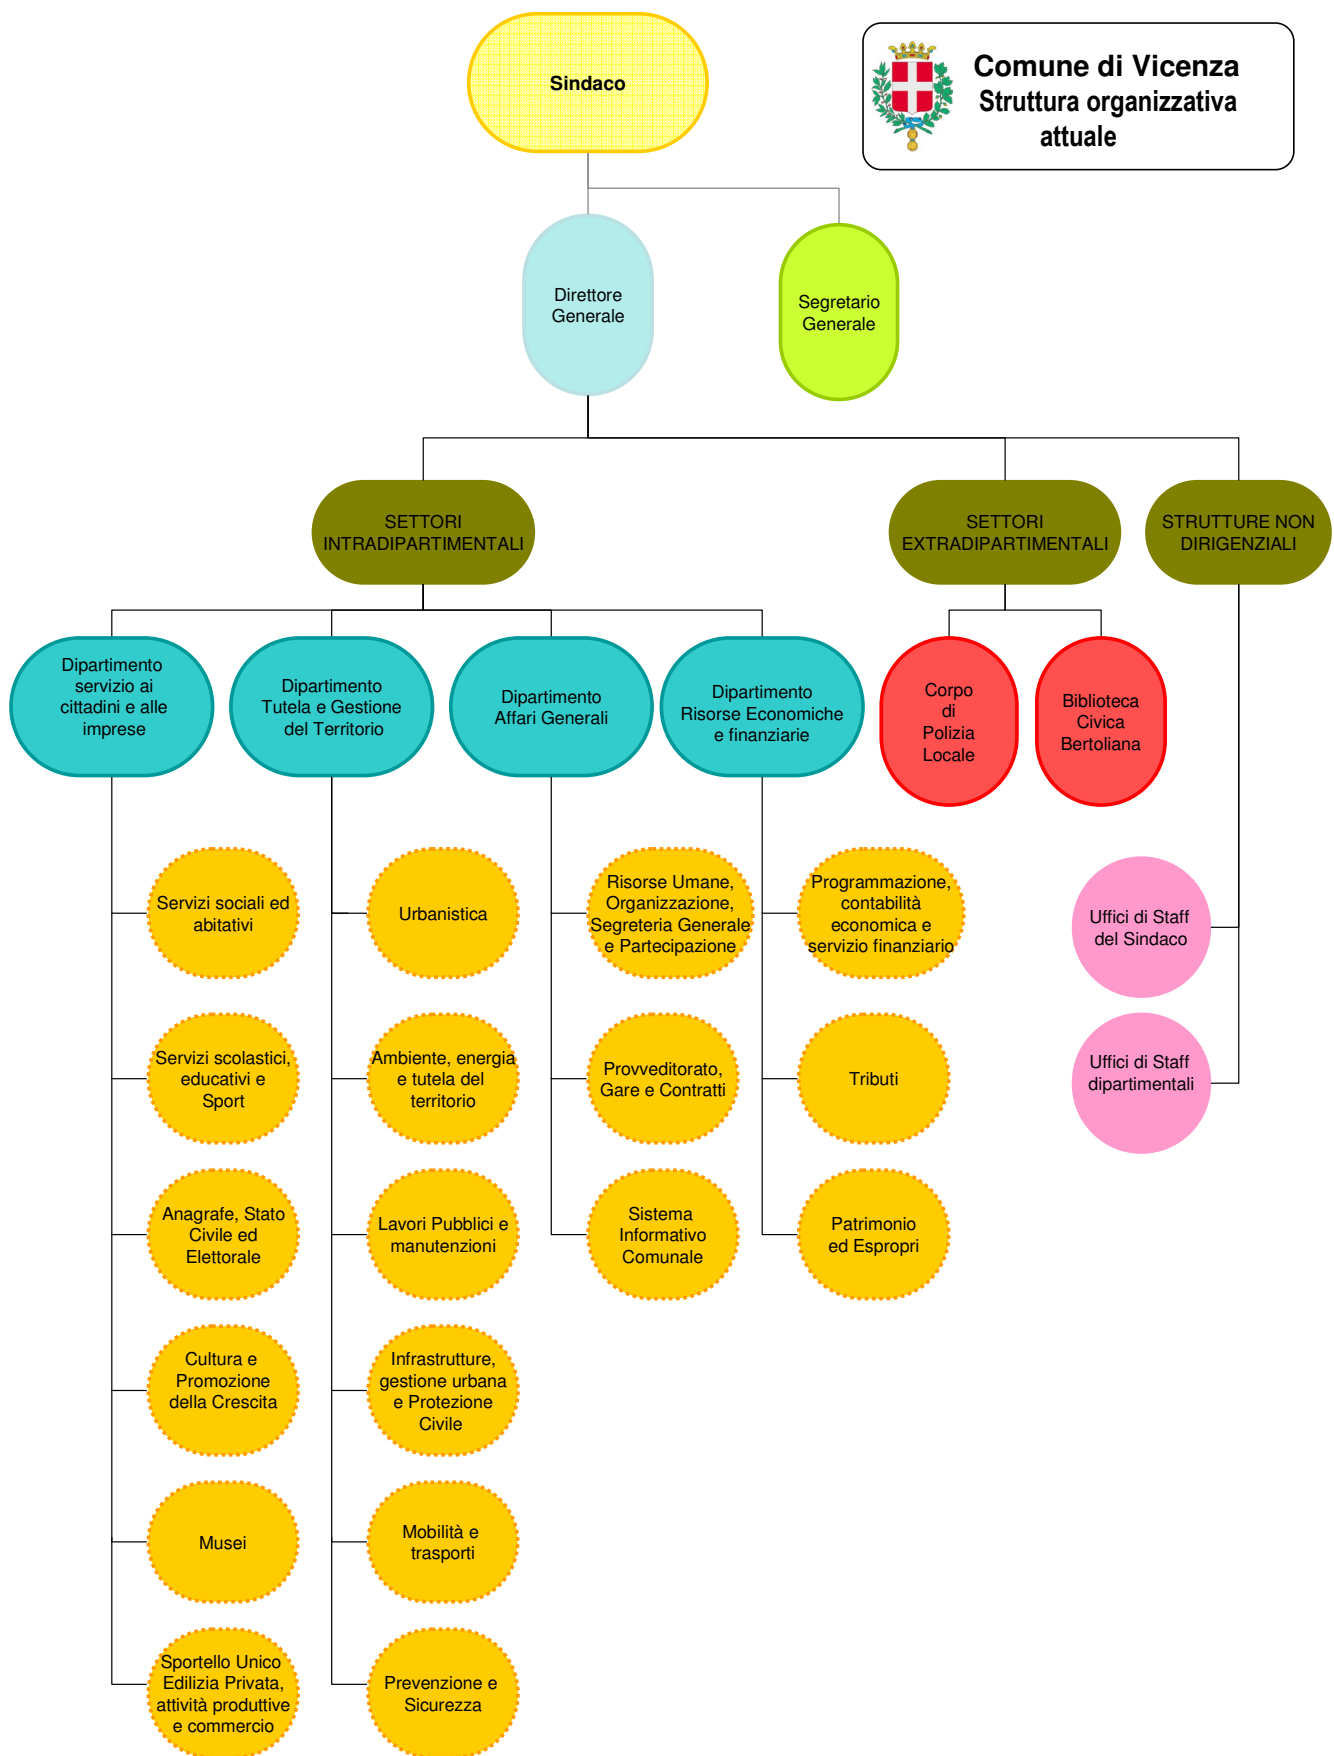 Sindaco
Comune di Vicenza
Struttura organizzativa
attuale
Direttore
Generale
Segretario
Generale
SETTORI
INTRADIPARTIMENTALI
SETTORI
EXTRADIPARTIMENTALI
STRUTTURE NON
DIRIGENZIALI
Dipartimento
servizio ai
cittadini e alle
imprese
Dipartimento
Tutela e Gestione
del Territorio
Dipartimento
Affari Generali
Dipartimento
Risorse Economiche
e finanziarie
Corpo
di
Polizia
Locale
Biblioteca
Civica
Bertoliana
Servizi sociali ed
abitativi
Urbanistica
Risorse Umane,
Organizzazione,
Segreteria Generale
e Partecipazione
Programmazione,
contabilità
economica e
servizio finanziario
Uffici di Staff
del Sindaco
Servizi scolastici,
educativi e
Sport
Ambiente, energia
e tutela del
territorio
Provveditorato,
Gare e Contratti
Tributi
Uffici di Staff
dipartimentali
Anagrafe, Stato
Civile ed
Elettorale
Lavori Pubblici e
manutenzioni
Sistema
Informativo
Comunale
Patrimonio
ed Espropri
Cultura e
Promozione
della Crescita
Infrastrutture,
gestione urbana
e Protezione
Civile
Musei
Mobilità e
trasporti
Sportello Unico
Edilizia Privata,
attività produttive
e commercio
Prevenzione e
Sicurezza